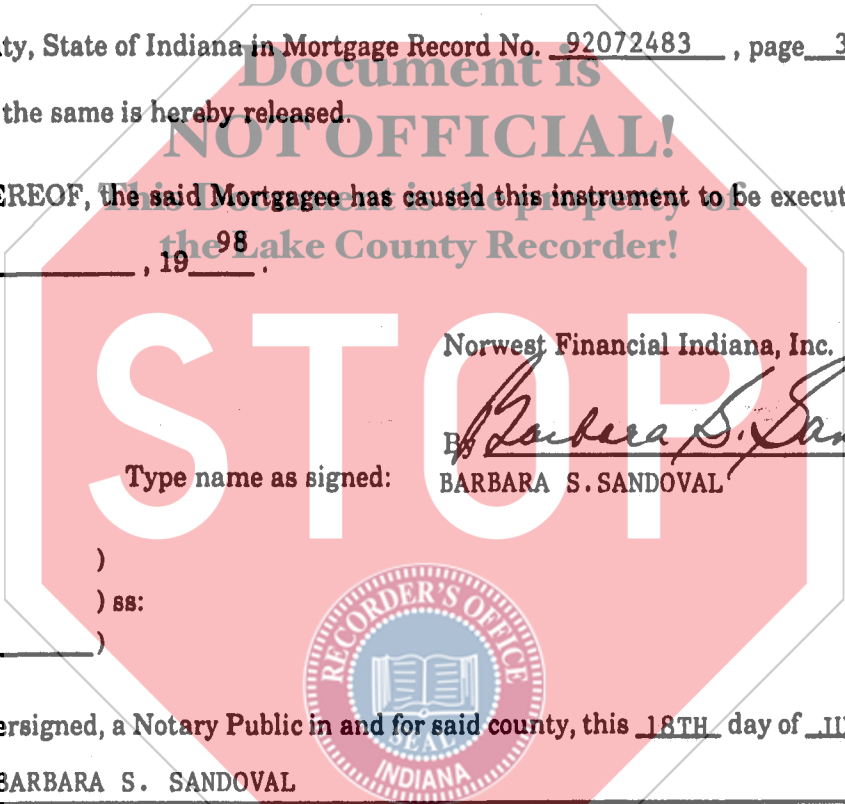 ty, State of Indiana in Mortgage Record No. 92072483 , page 3
Document is
the same is hereby released.
NOT OFFICIAL!
EREOF, the said Mortgagee has caused this instrument to be execut
This Document is the property of
the Lake County Recorder!
, 19 98 .
STOP
Norwest Financial Indiana, Inc.
By Barbara S. San
Type name as signed: BARBARA S. SANDOVAL
)
) ss:
)
RECORDER'S OFFICE
SEAL
INDIANA
ersigned, a Notary Public in and for said county, this 18TH day of
BARBARA S. SANDOVAL